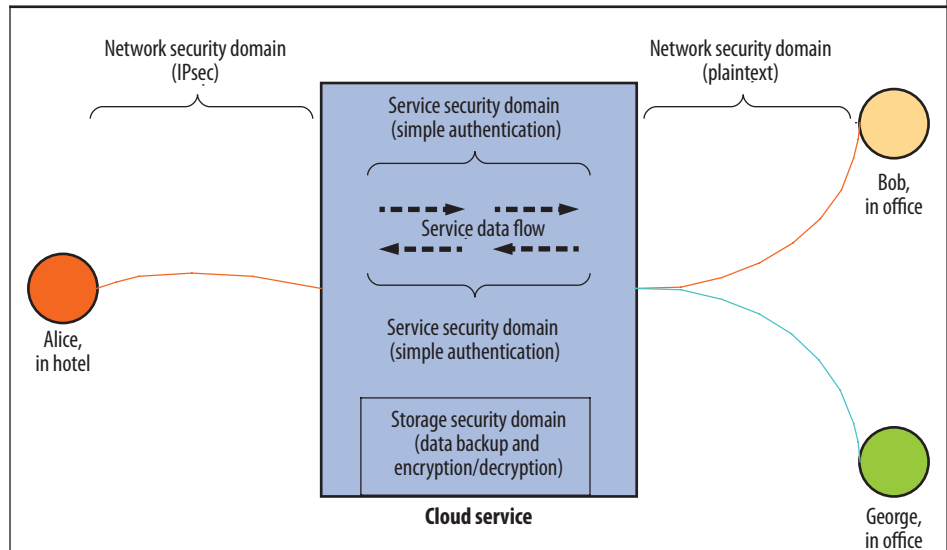 Network security domain
(IPsec)
Network security domain
(plaintext)
Service security domain
(simple authentication)
Service data flow
Service security domain
(simple authentication)
Storage security domain
(data backup and
encryption/decryption)
Cloud service
Alice,
in hotel
Bob,
in office
George,
in office